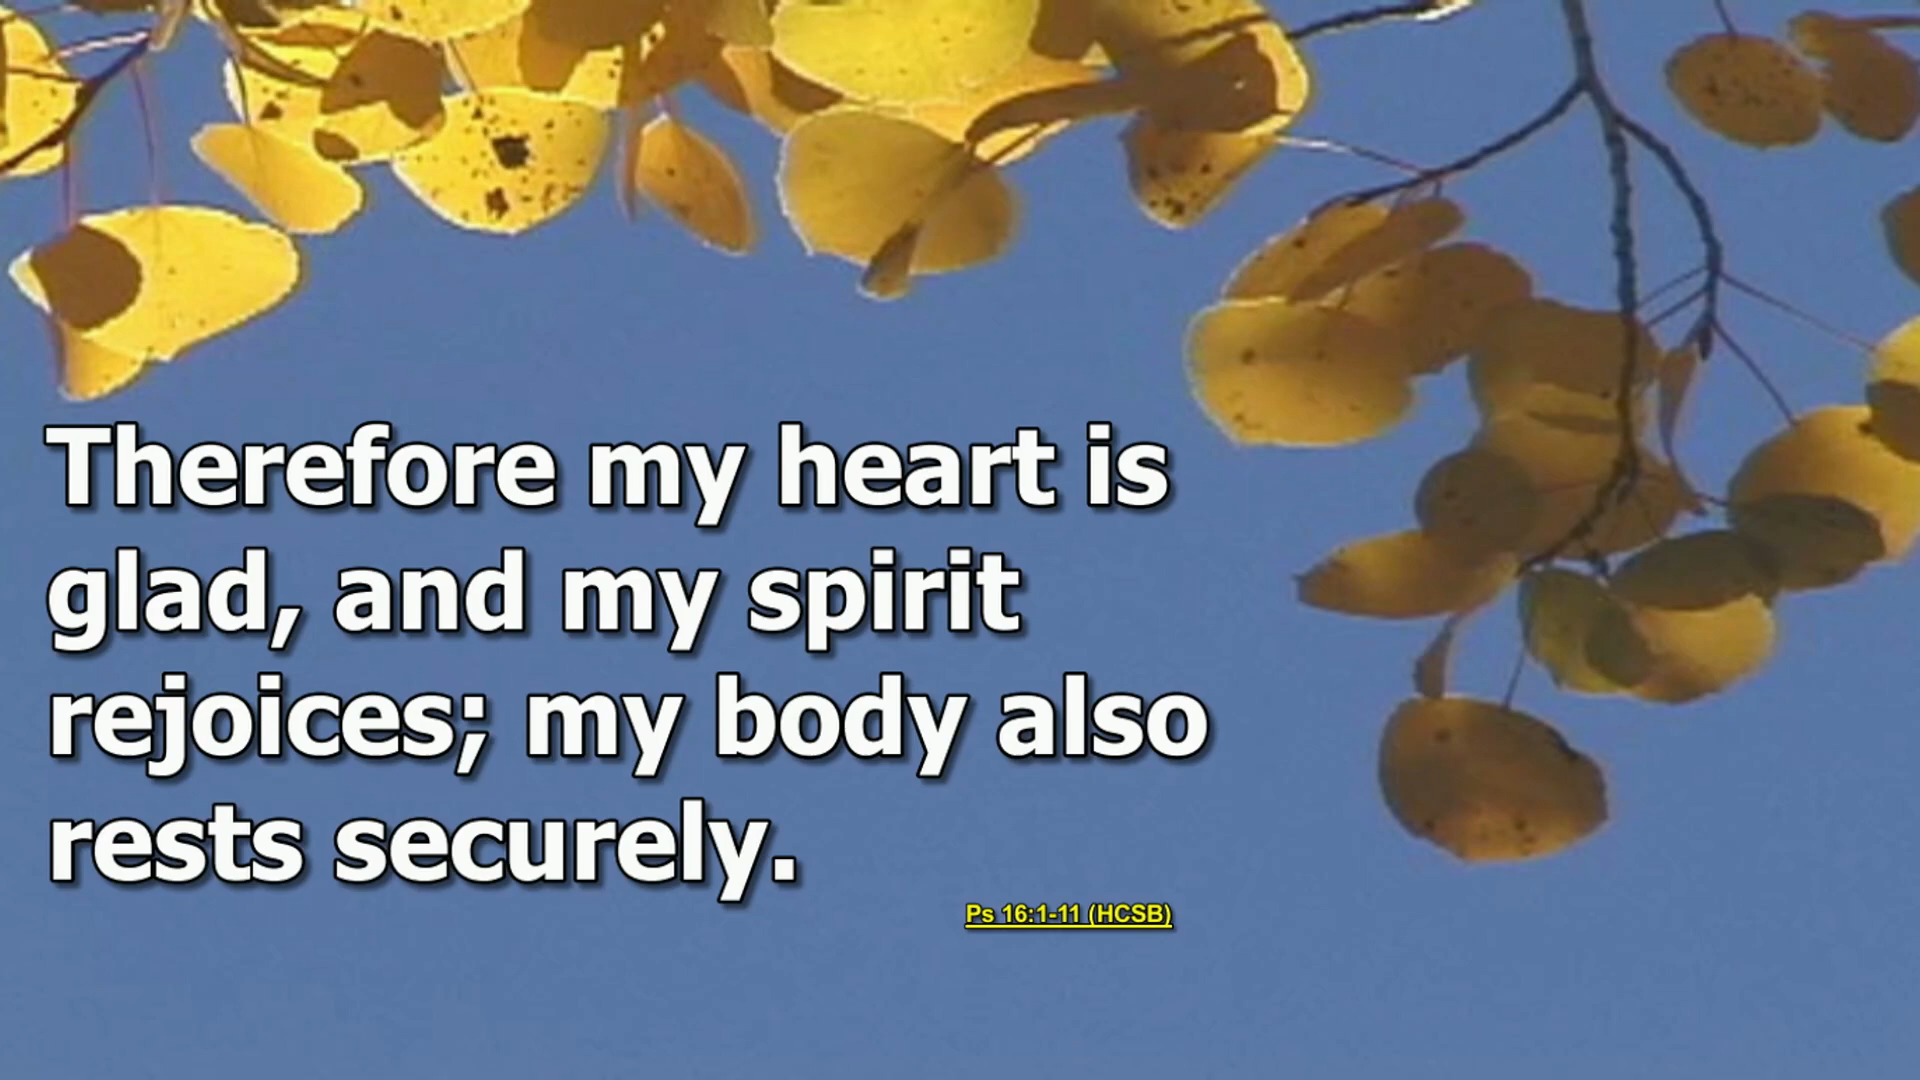 Therefore my heart is
glad, and my spirit
rejoices; my body also
rests securely.
Ps 16:1-11 (HCSB)